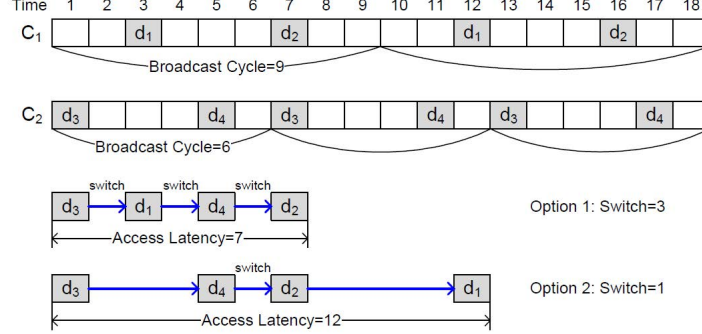 Time 1 2 3 4 5 6 7 8 9 10 11 12 13 14 15 16 17 18
C1 d1 d2 d1 d2
Broadcast Cycle=9
C2 d3 d4 d3 d4 d3 d4
Broadcast Cycle=6
switch switch switch
d3 d1 d4 d2 Option 1: Switch=3
Access Latency=7
switch
d3 d4 d2 d1 Option 2: Switch=1
Access Latency=12